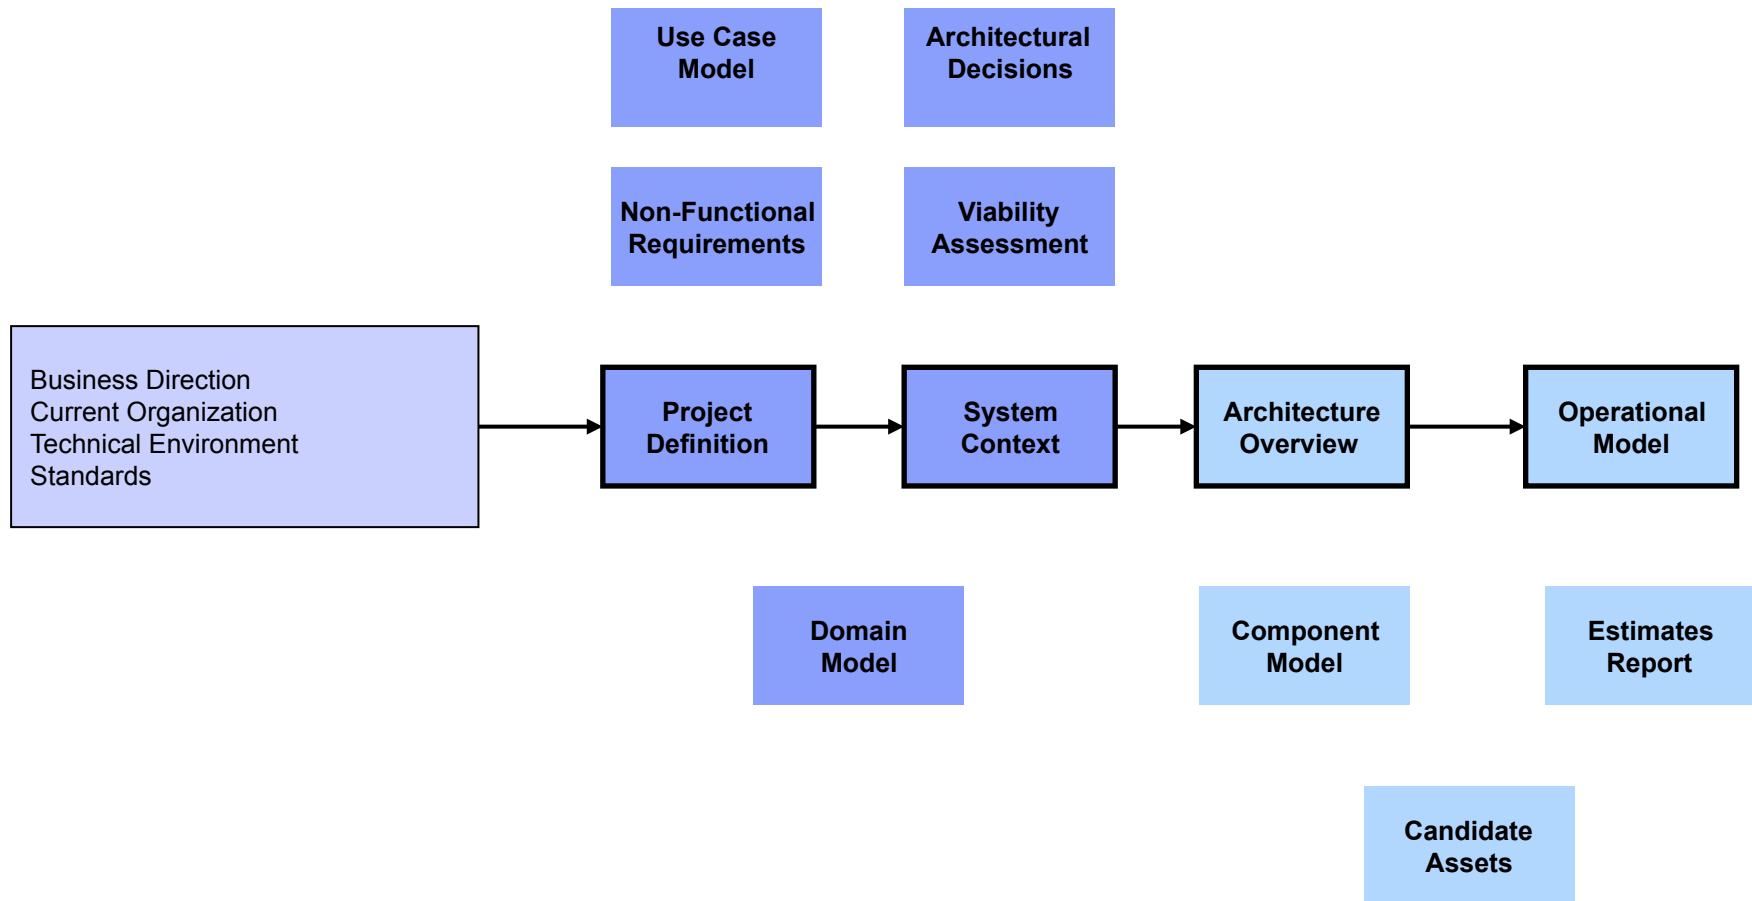 Use Case
Model
Architectural
Decisions
Non-Functional
Requirements
Viability
Assessment
Business Direction
Current Organization
Technical Environment
Standards
Project
Definition
System
Context
Architecture
Overview
Operational
Model
Domain
Model
Component
Model
Estimates
Report
Candidate
Assets